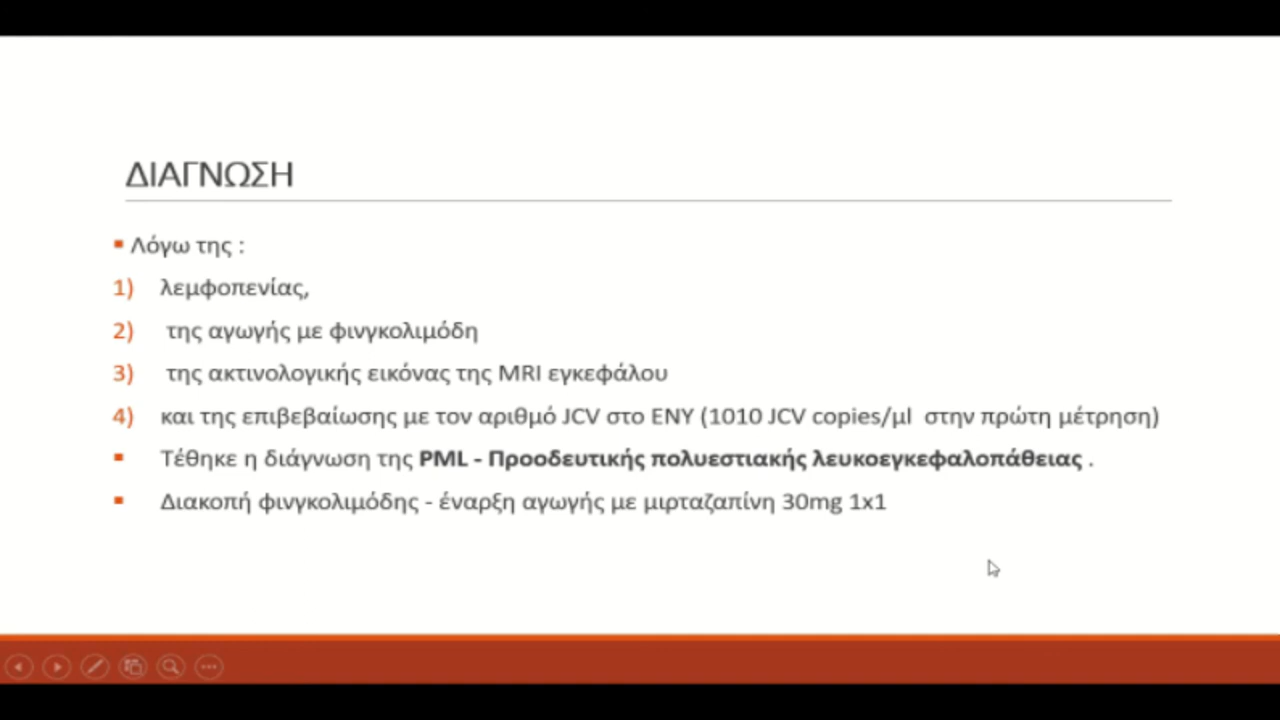 ΔΙΑΓΝΩΣΗ
▪ Λόγω της :
1) λεμφοπενίας,
2) της αγωγής με φινγκολιμόδη
3) της ακτινολογικής εικόνας της MRI εγκεφάλου
4) και της επιβεβαίωσης με τον αριθμό JCV στο ΕΝΥ (1010 JCV copies/μl στην πρώτη μέτρηση)
▪ Τέθηκε η διάγνωση της PML - Προοδευτικής πολυεστιακής λευκοεγκεφαλοπάθειας .
▪ Διακοπή φινγκολιμόδης - έναρξη αγωγής με μιρταζαπίνη 30mg 1x1